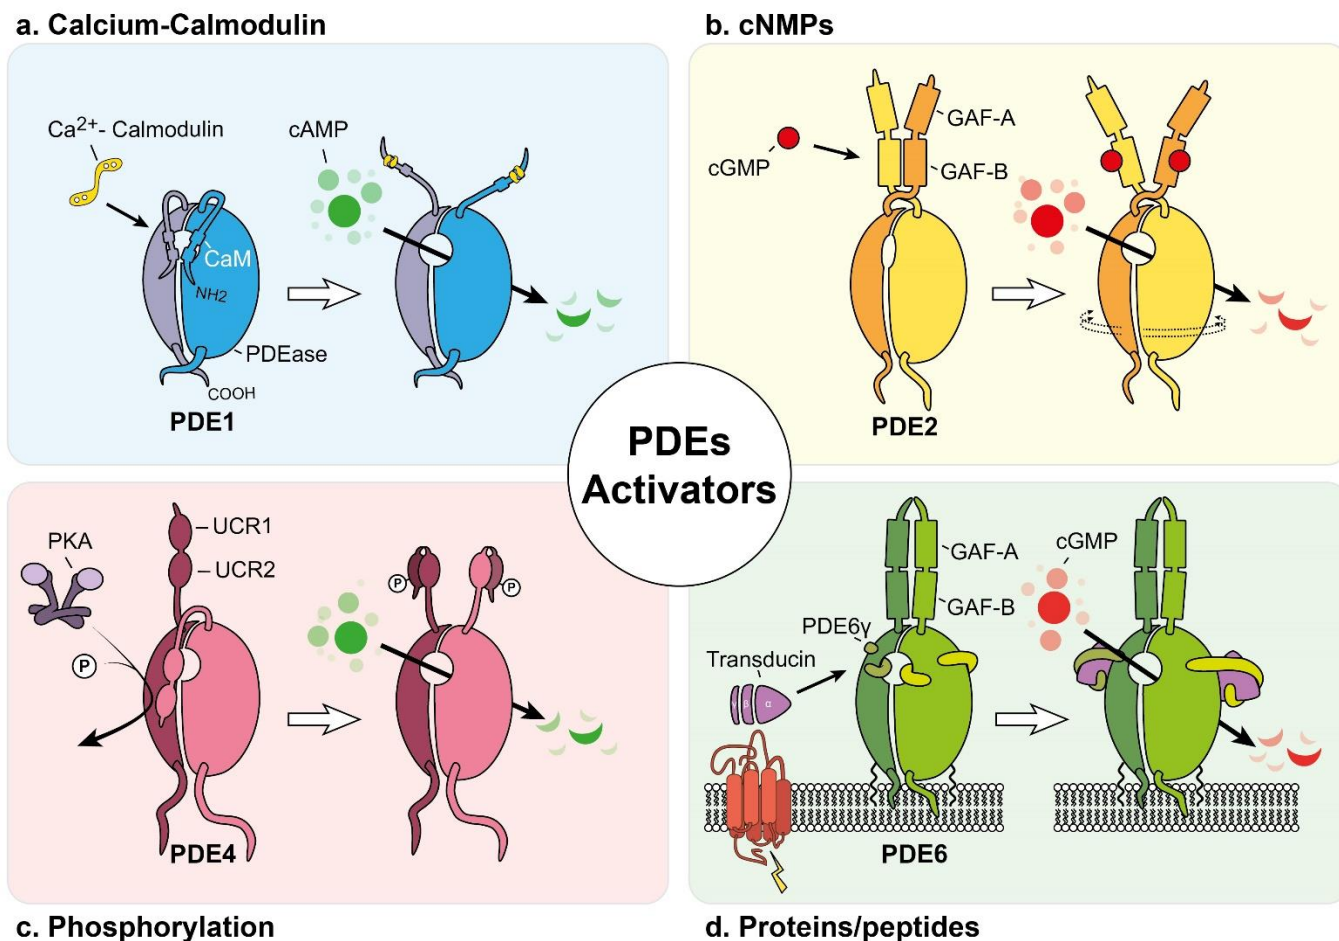 a. Calcium-Calmodulin
b. cNMPs
Ca2+- Calmodulin
cAMP
CaM
NH2
PDEase
COOH
PDE1
cGMP
GAF-A
GAF-B
PDE2
PDEs
Activators
PKA
UCR1
UCR2
P
P
P
PDE4
GAF-A
GAF-B
cGMP
PDE6γ
Transducin
γ β α
PDE6
c. Phosphorylation
d. Proteins/peptides